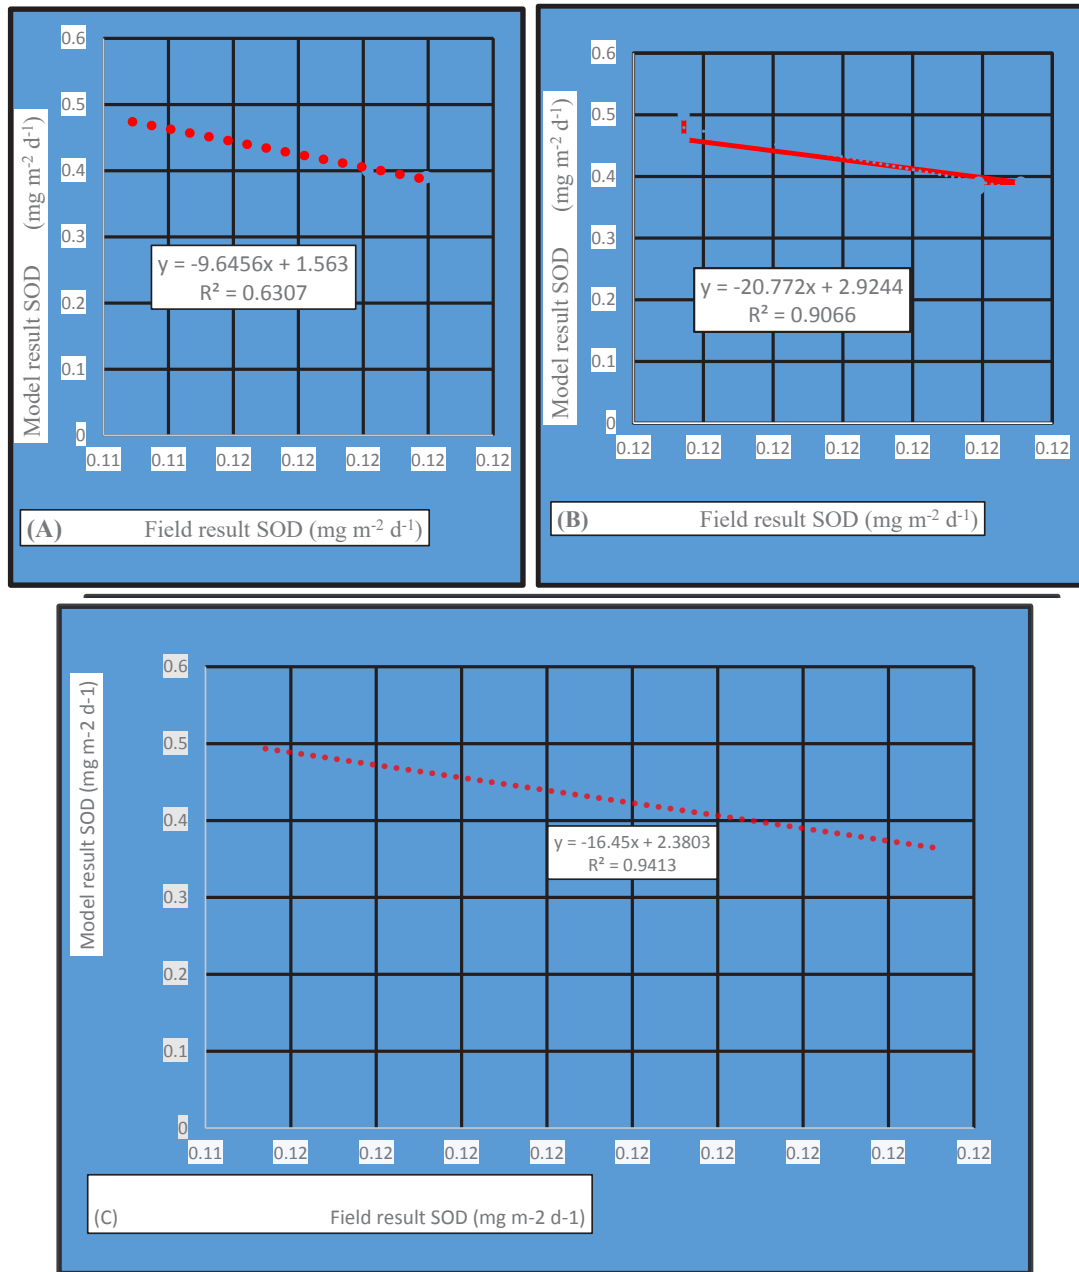 0.6
0.5
0.4
0.3
0.2
0.1
0
Model result SOD (mg m-2 d-1)
y = -9.6456x + 1.563
R² = 0.6307
0.11 0.11 0.12 0.12 0.12 0.12 0.12
(A) Field result SOD (mg m-2 d-1)
0.6
0.5
0.4
0.3
0.2
0.1
0
Model result SOD (mg m-2 d-1)
y = -20.772x + 2.9244
R² = 0.9066
0.12 0.12 0.12 0.12 0.12 0.12 0.12
(B) Field result SOD (mg m-2 d-1)
0.6
0.5
0.4
0.3
0.2
0.1
0
Model result SOD (mg m-2 d-1)
y = -16.45x + 2.3803
R² = 0.9413
0.11 0.12 0.12 0.12 0.12 0.12 0.12 0.12 0.12 0.12
(C) Field result SOD (mg m-2 d-1)